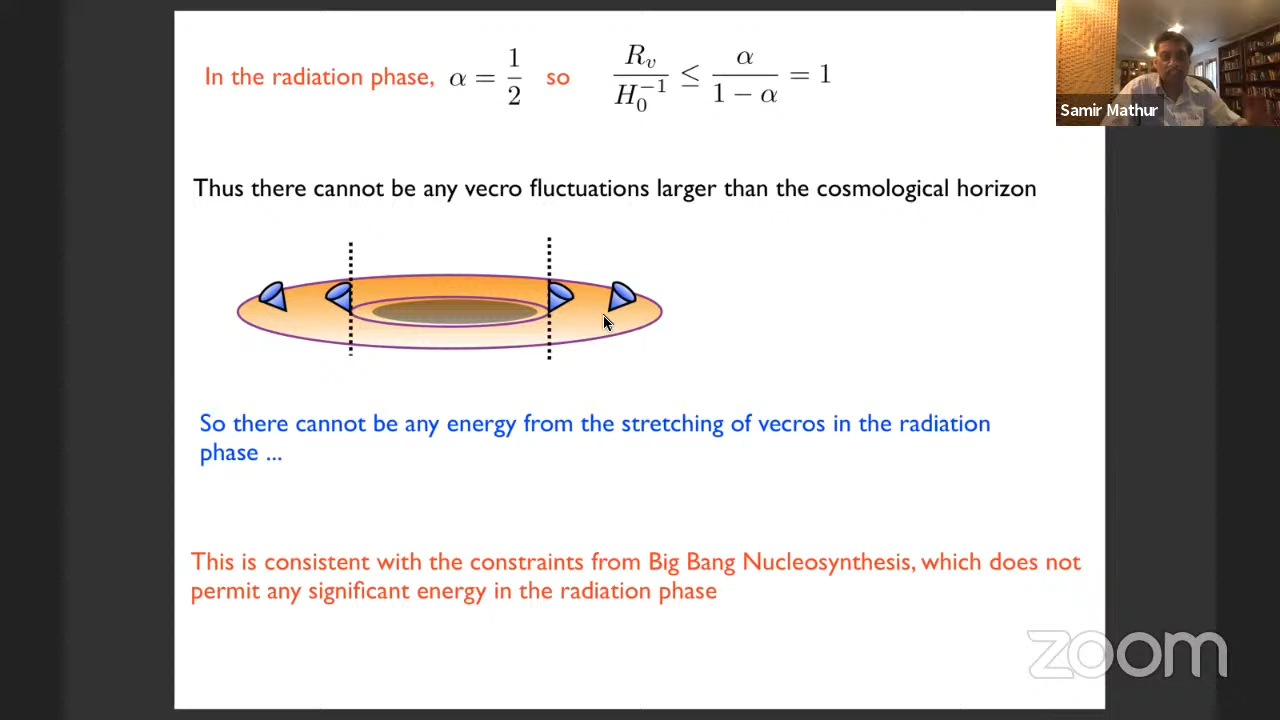 In the radiation phase, α = 1/2 so R_v/H_0^{-1} ≤ α/(1 − α) = 1
Samir Mathur
Thus there cannot be any vecro fluctuations larger than the cosmological horizon
So there cannot be any energy from the stretching of vecros in the radiation
phase ...
This is consistent with the constraints from Big Bang Nucleosynthesis, which does not
permit any significant energy in the radiation phase
zoom